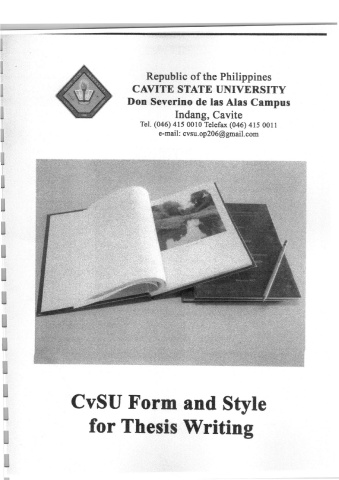 Republic of the Philippines
CAVITE STATE UNIVERSITY
Don Severino de las Alas Campus
Indang, Cavite
Tel. (046) 415 0010 Telefax (046) 415 0011
e-mail: cvsu.op206@gmail.com
CvSU Form and Style
for Thesis Writing